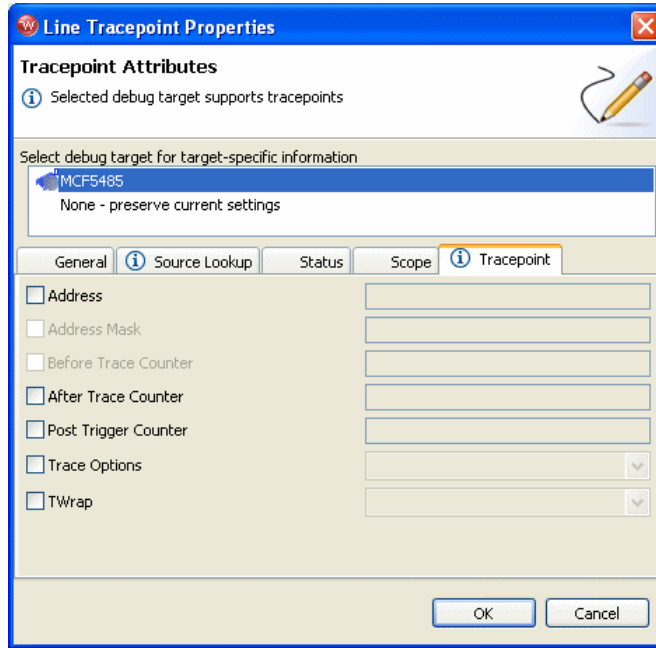 Line Tracepoint Properties
Tracepoint Attributes
Selected debug target supports tracepoints
Select debug target for target-specific information
MCF5485
None - preserve current settings
General Source Lookup Status Scope Tracepoint
Address
Address Mask
Before Trace Counter
After Trace Counter
Post Trigger Counter
Trace Options
TWrap
OK Cancel